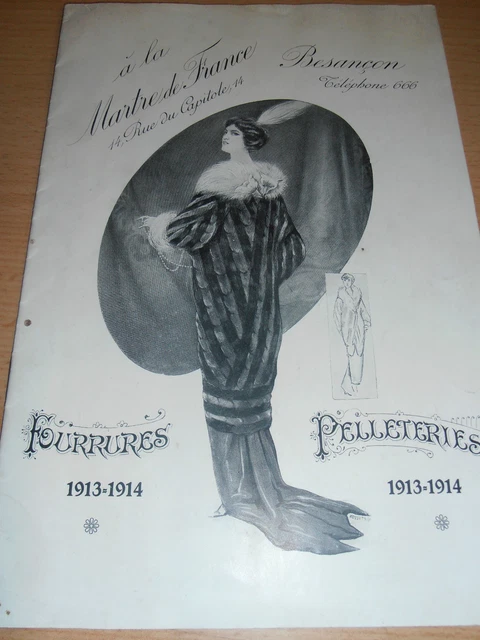 à la
Martre de France
14, Rue du Capitole, 14
Besançon
Téléphone 666
FOURRURES
1913=1914
PELLETERIES
1913=1914